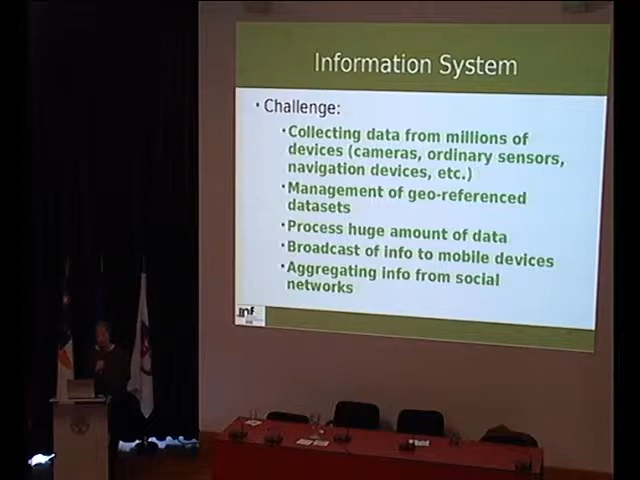 Information System
• Challenge:
• Collecting data from millions of
devices (cameras, ordinary sensors,
navigation devices, etc.)
• Management of geo-referenced
datasets
• Process huge amount of data
• Broadcast of info to mobile devices
• Aggregating info from social
networks
inf